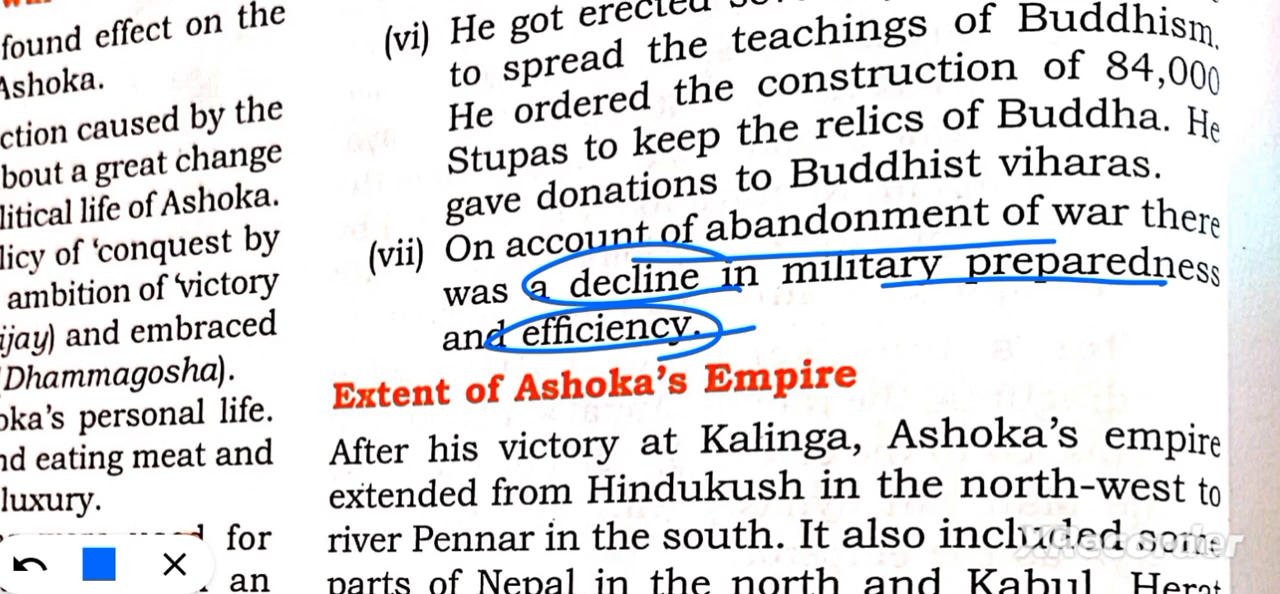 found effect on the
Ashoka.
ction caused by the
bout a great change
litical life of Ashoka.
licy of ‘conquest by
ambition of ‘victory
ijay) and embraced
Dhammagosha).
oka’s personal life.
nd eating meat and
luxury.
for
an
(vi) He got erected
to spread the teachings of Buddhism.
He ordered the construction of 84,000
Stupas to keep the relics of Buddha. He
gave donations to Buddhist viharas.
(vii) On account of abandonment of war there
was a decline in military preparedness
and efficiency.
Extent of Ashoka’s Empire
After his victory at Kalinga, Ashoka’s empire
extended from Hindukush in the north-west to
river Pennar in the south. It also included some
parts of Nepal in the north and Kabul, Herat
XRecorder